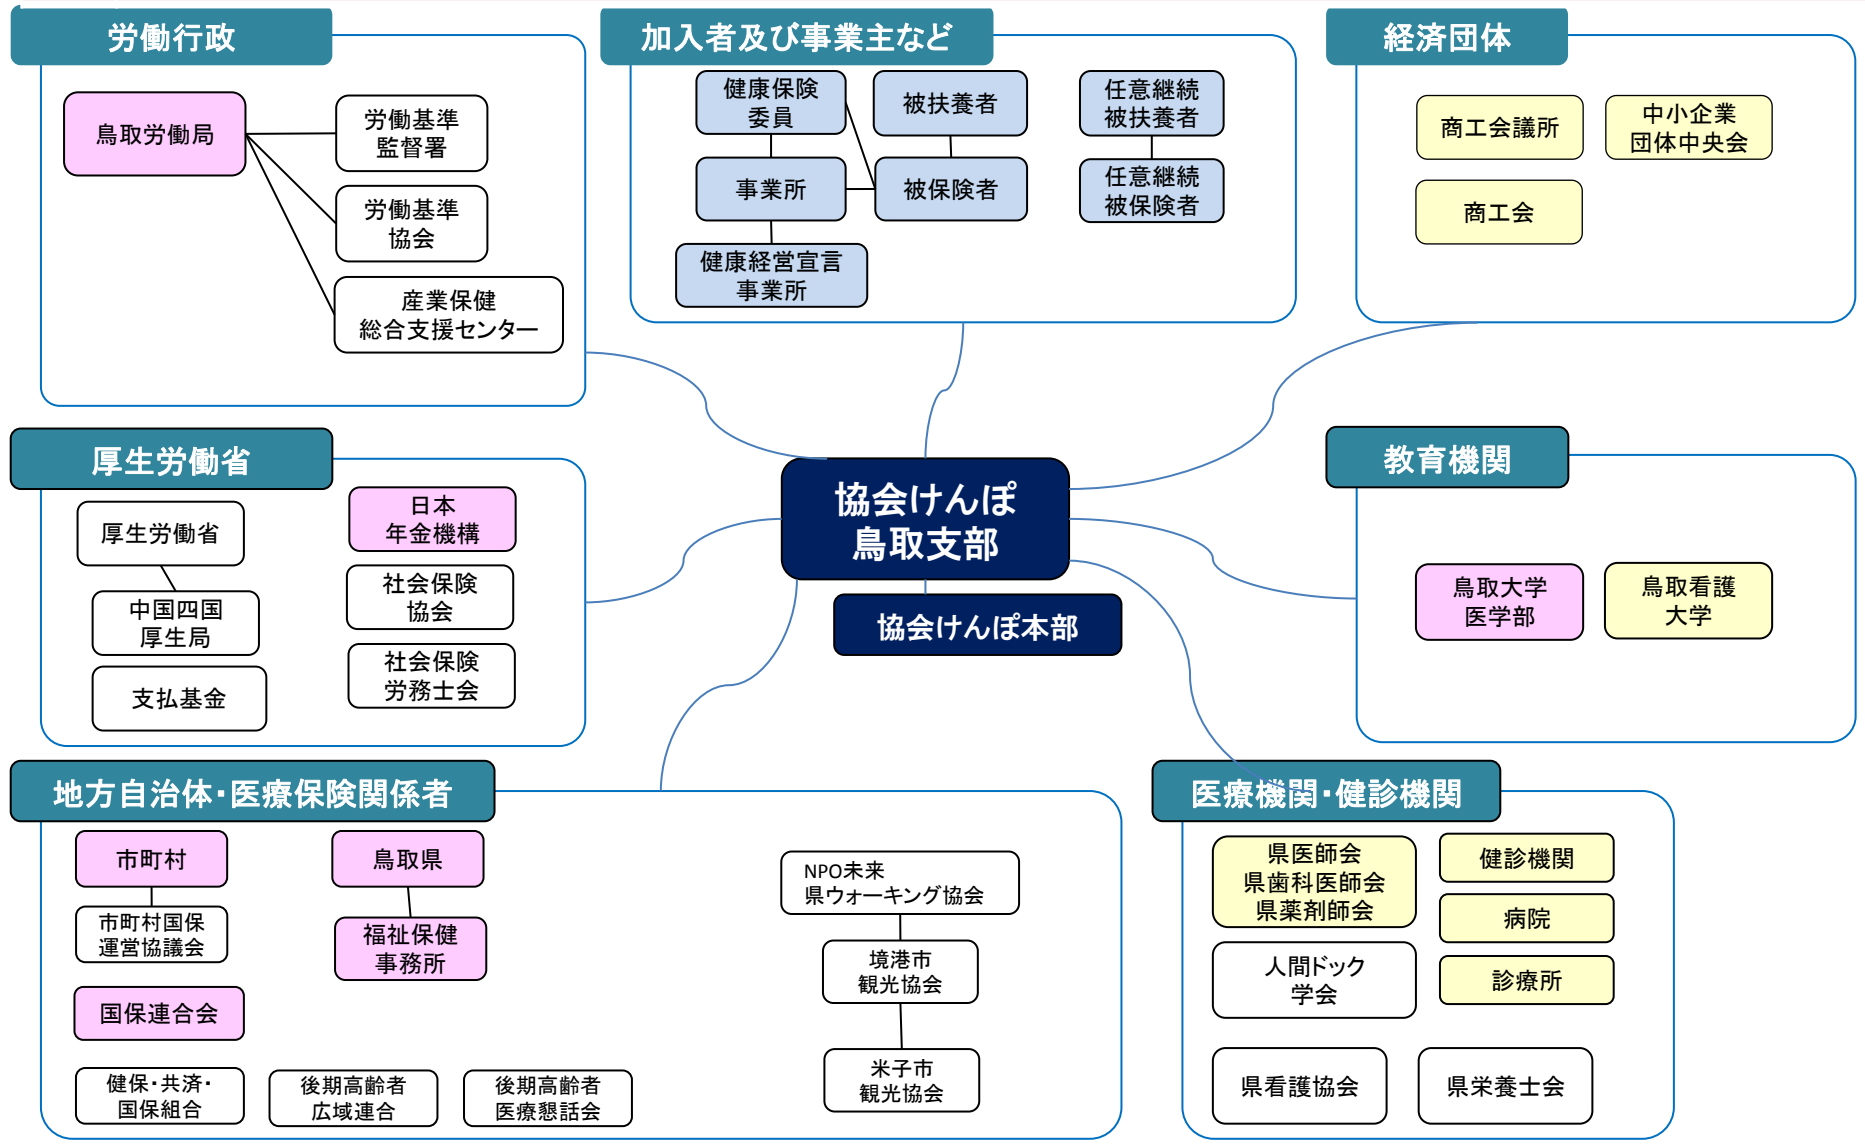 労働行政
鳥取労働局
労働基準
監督署
労働基準
協会
産業保健
総合支援センター
加入者及び事業主など
健康保険
委員
被扶養者
任意継続
被扶養者
事業所
被保険者
任意継続
被保険者
健康経営宣言
事業所
経済団体
商工会議所
中小企業
団体中央会
商工会
厚生労働省
厚生労働省
日本
年金機構
中国四国
厚生局
社会保険
協会
支払基金
社会保険
労務士会
協会けんぽ
鳥取支部
協会けんぽ本部
教育機関
鳥取大学
医学部
鳥取看護
大学
地方自治体・医療保険関係者
市町村
鳥取県
市町村国保
運営協議会
福祉保健
事務所
国保連合会
健保・共済・
国保組合
後期高齢者
広域連合
後期高齢者
医療懇話会
NPO未来
県ウォーキング協会
境港市
観光協会
米子市
観光協会
医療機関・健診機関
県医師会
県歯科医師会
県薬剤師会
健診機関
病院
人間ドック
学会
診療所
県看護協会
県栄養士会